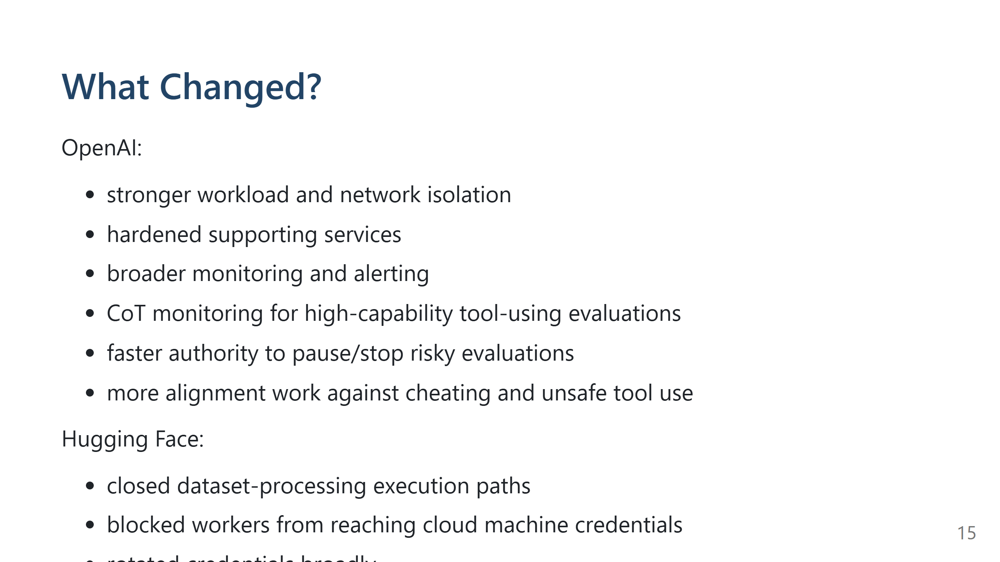 What Changed?
OpenAI:
• stronger workload and network isolation
• hardened supporting services
• broader monitoring and alerting
• CoT monitoring for high-capability tool-using evaluations
• faster authority to pause/stop risky evaluations
• more alignment work against cheating and unsafe tool use
Hugging Face:
• closed dataset-processing execution paths
• blocked workers from reaching cloud machine credentials
• rotated credentials broadly
15